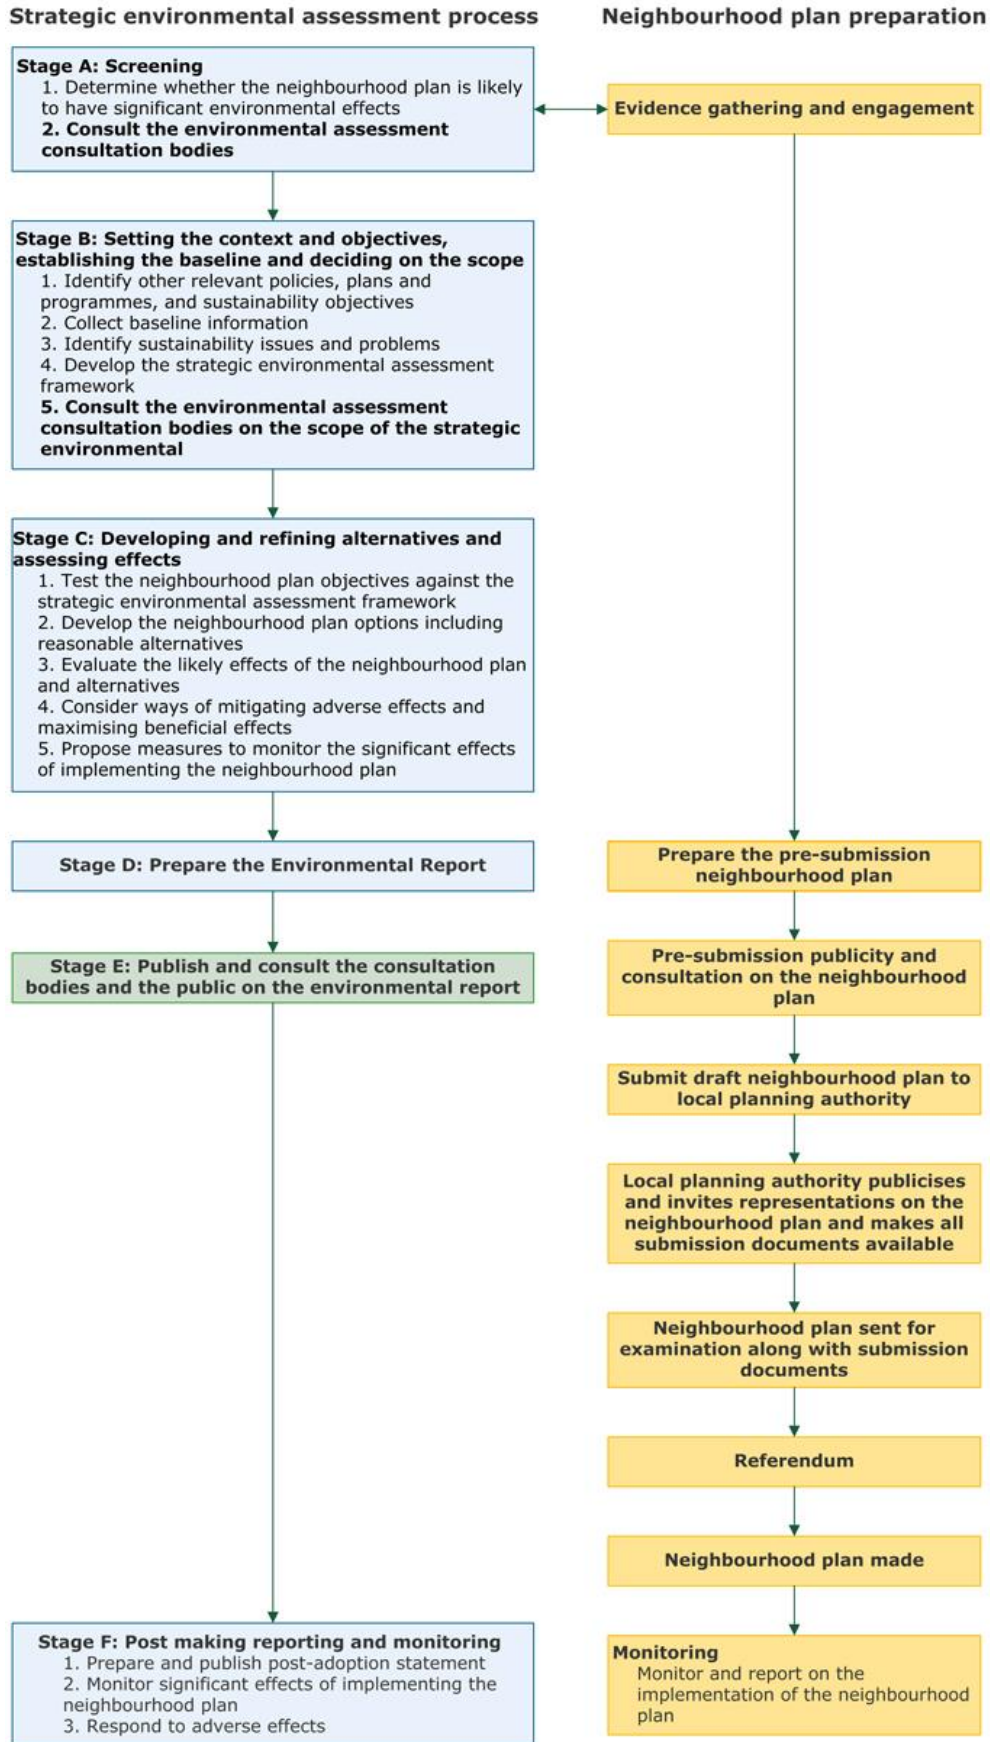 Strategic environmental assessment process
Neighbourhood plan preparation
Stage A: Screening
1. Determine whether the neighbourhood plan is likely
to have significant environmental effects
2. Consult the environmental assessment
consultation bodies
Evidence gathering and engagement
Stage B: Setting the context and objectives,
establishing the baseline and deciding on the scope
1. Identify other relevant policies, plans and
programmes, and sustainability objectives
2. Collect baseline information
3. Identify sustainability issues and problems
4. Develop the strategic environmental assessment
framework
5. Consult the environmental assessment
consultation bodies on the scope of the strategic
environmental
Stage C: Developing and refining alternatives and
assessing effects
1. Test the neighbourhood plan objectives against the
strategic environmental assessment framework
2. Develop the neighbourhood plan options including
reasonable alternatives
3. Evaluate the likely effects of the neighbourhood plan
and alternatives
4. Consider ways of mitigating adverse effects and
maximising beneficial effects
5. Propose measures to monitor the significant effects
of implementing the neighbourhood plan
Stage D: Prepare the Environmental Report
Prepare the pre-submission
neighbourhood plan
Stage E: Publish and consult the consultation
bodies and the public on the environmental report
Pre-submission publicity and
consultation on the neighbourhood
plan
Submit draft neighbourhood plan to
local planning authority
Local planning authority publicises
and invites representations on the
neighbourhood plan and makes all
submission documents available
Neighbourhood plan sent for
examination along with submission
documents
Referendum
Neighbourhood plan made
Stage F: Post making reporting and monitoring
1. Prepare and publish post-adoption statement
2. Monitor significant effects of implementing the
neighbourhood plan
3. Respond to adverse effects
Monitoring
Monitor and report on the
implementation of the neighbourhood
plan